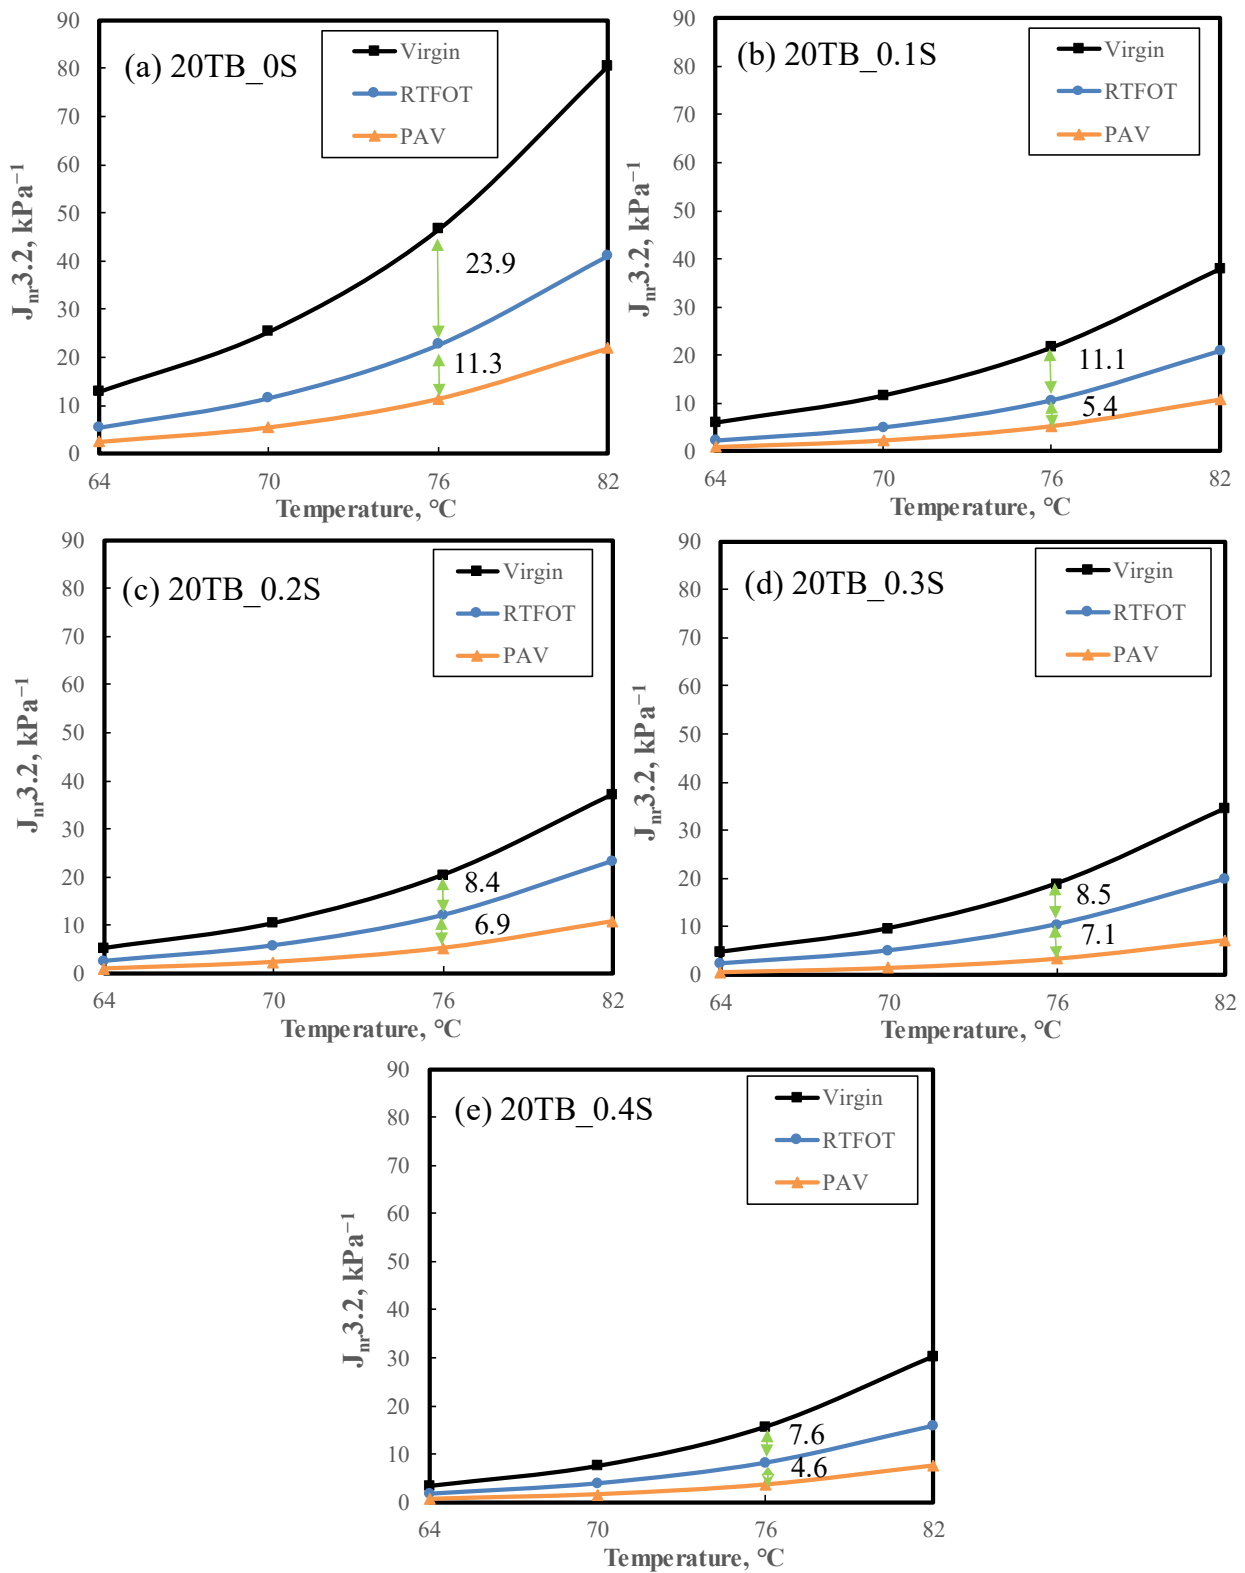 (a) 20TB_0S
Virgin
RTFOT
PAV
90
80
70
60
50
40
30
20
10
0
Jnr3.2, kPa⁻¹
23.9
11.3
64
70
76
82
Temperature, °C
(b) 20TB_0.1S
Virgin
RTFOT
PAV
90
80
70
60
50
40
30
20
10
0
Jnr3.2, kPa⁻¹
11.1
5.4
64
70
76
82
Temperature, °C
(c) 20TB_0.2S
Virgin
RTFOT
PAV
90
80
70
60
50
40
30
20
10
0
Jnr3.2, kPa⁻¹
8.4
6.9
64
70
76
82
Temperature, °C
(d) 20TB_0.3S
Virgin
RTFOT
PAV
90
80
70
60
50
40
30
20
10
0
Jnr3.2, kPa⁻¹
8.5
7.1
64
70
76
82
Temperature, °C
(e) 20TB_0.4S
Virgin
RTFOT
PAV
90
80
70
60
50
40
30
20
10
0
Jnr3.2, kPa⁻¹
7.6
4.6
64
70
76
82
Temperature, °C